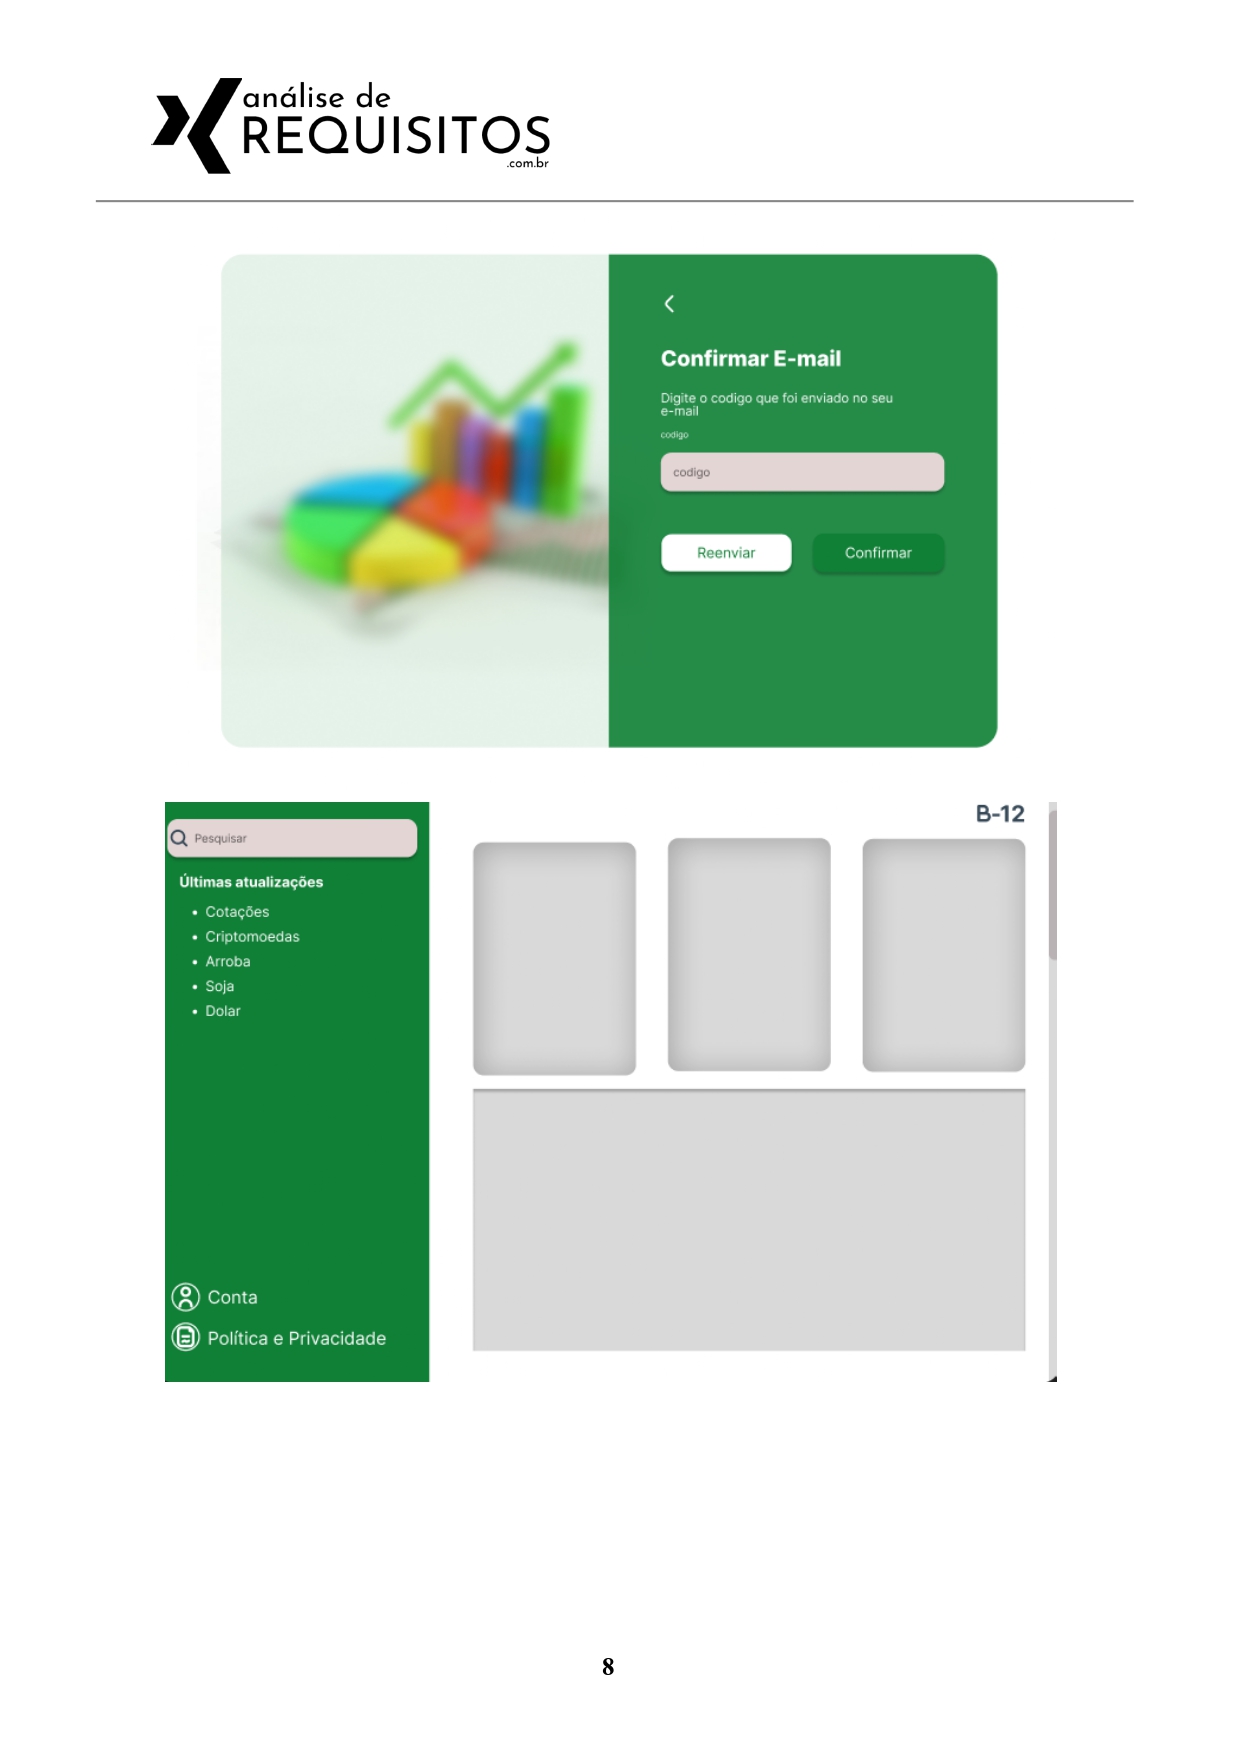 análise de
REQUISITOS
.com.br
Confirmar E-mail
Digite o codigo que foi enviado no seu
e-mail
codigo
codigo
Reenviar
Confirmar
B-12
Pesquisar
Últimas atualizações
• Cotações
• Criptomoedas
• Arroba
• Soja
• Dolar
Conta
Política e Privacidade
8